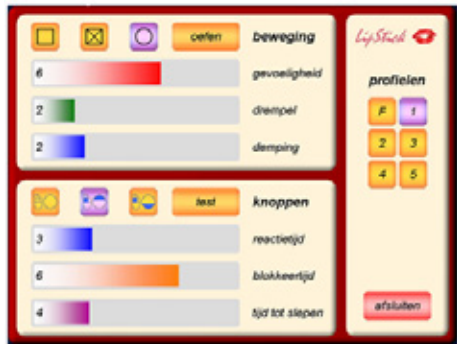 oefen beweging
6 gevoeligheid
2 drempel
2 demping
test knoppen
3 reactietijd
6 blokkeertijd
4 tijd tot slepen
LipStick
profielen
F 1
2 3
4 5
afsluiten